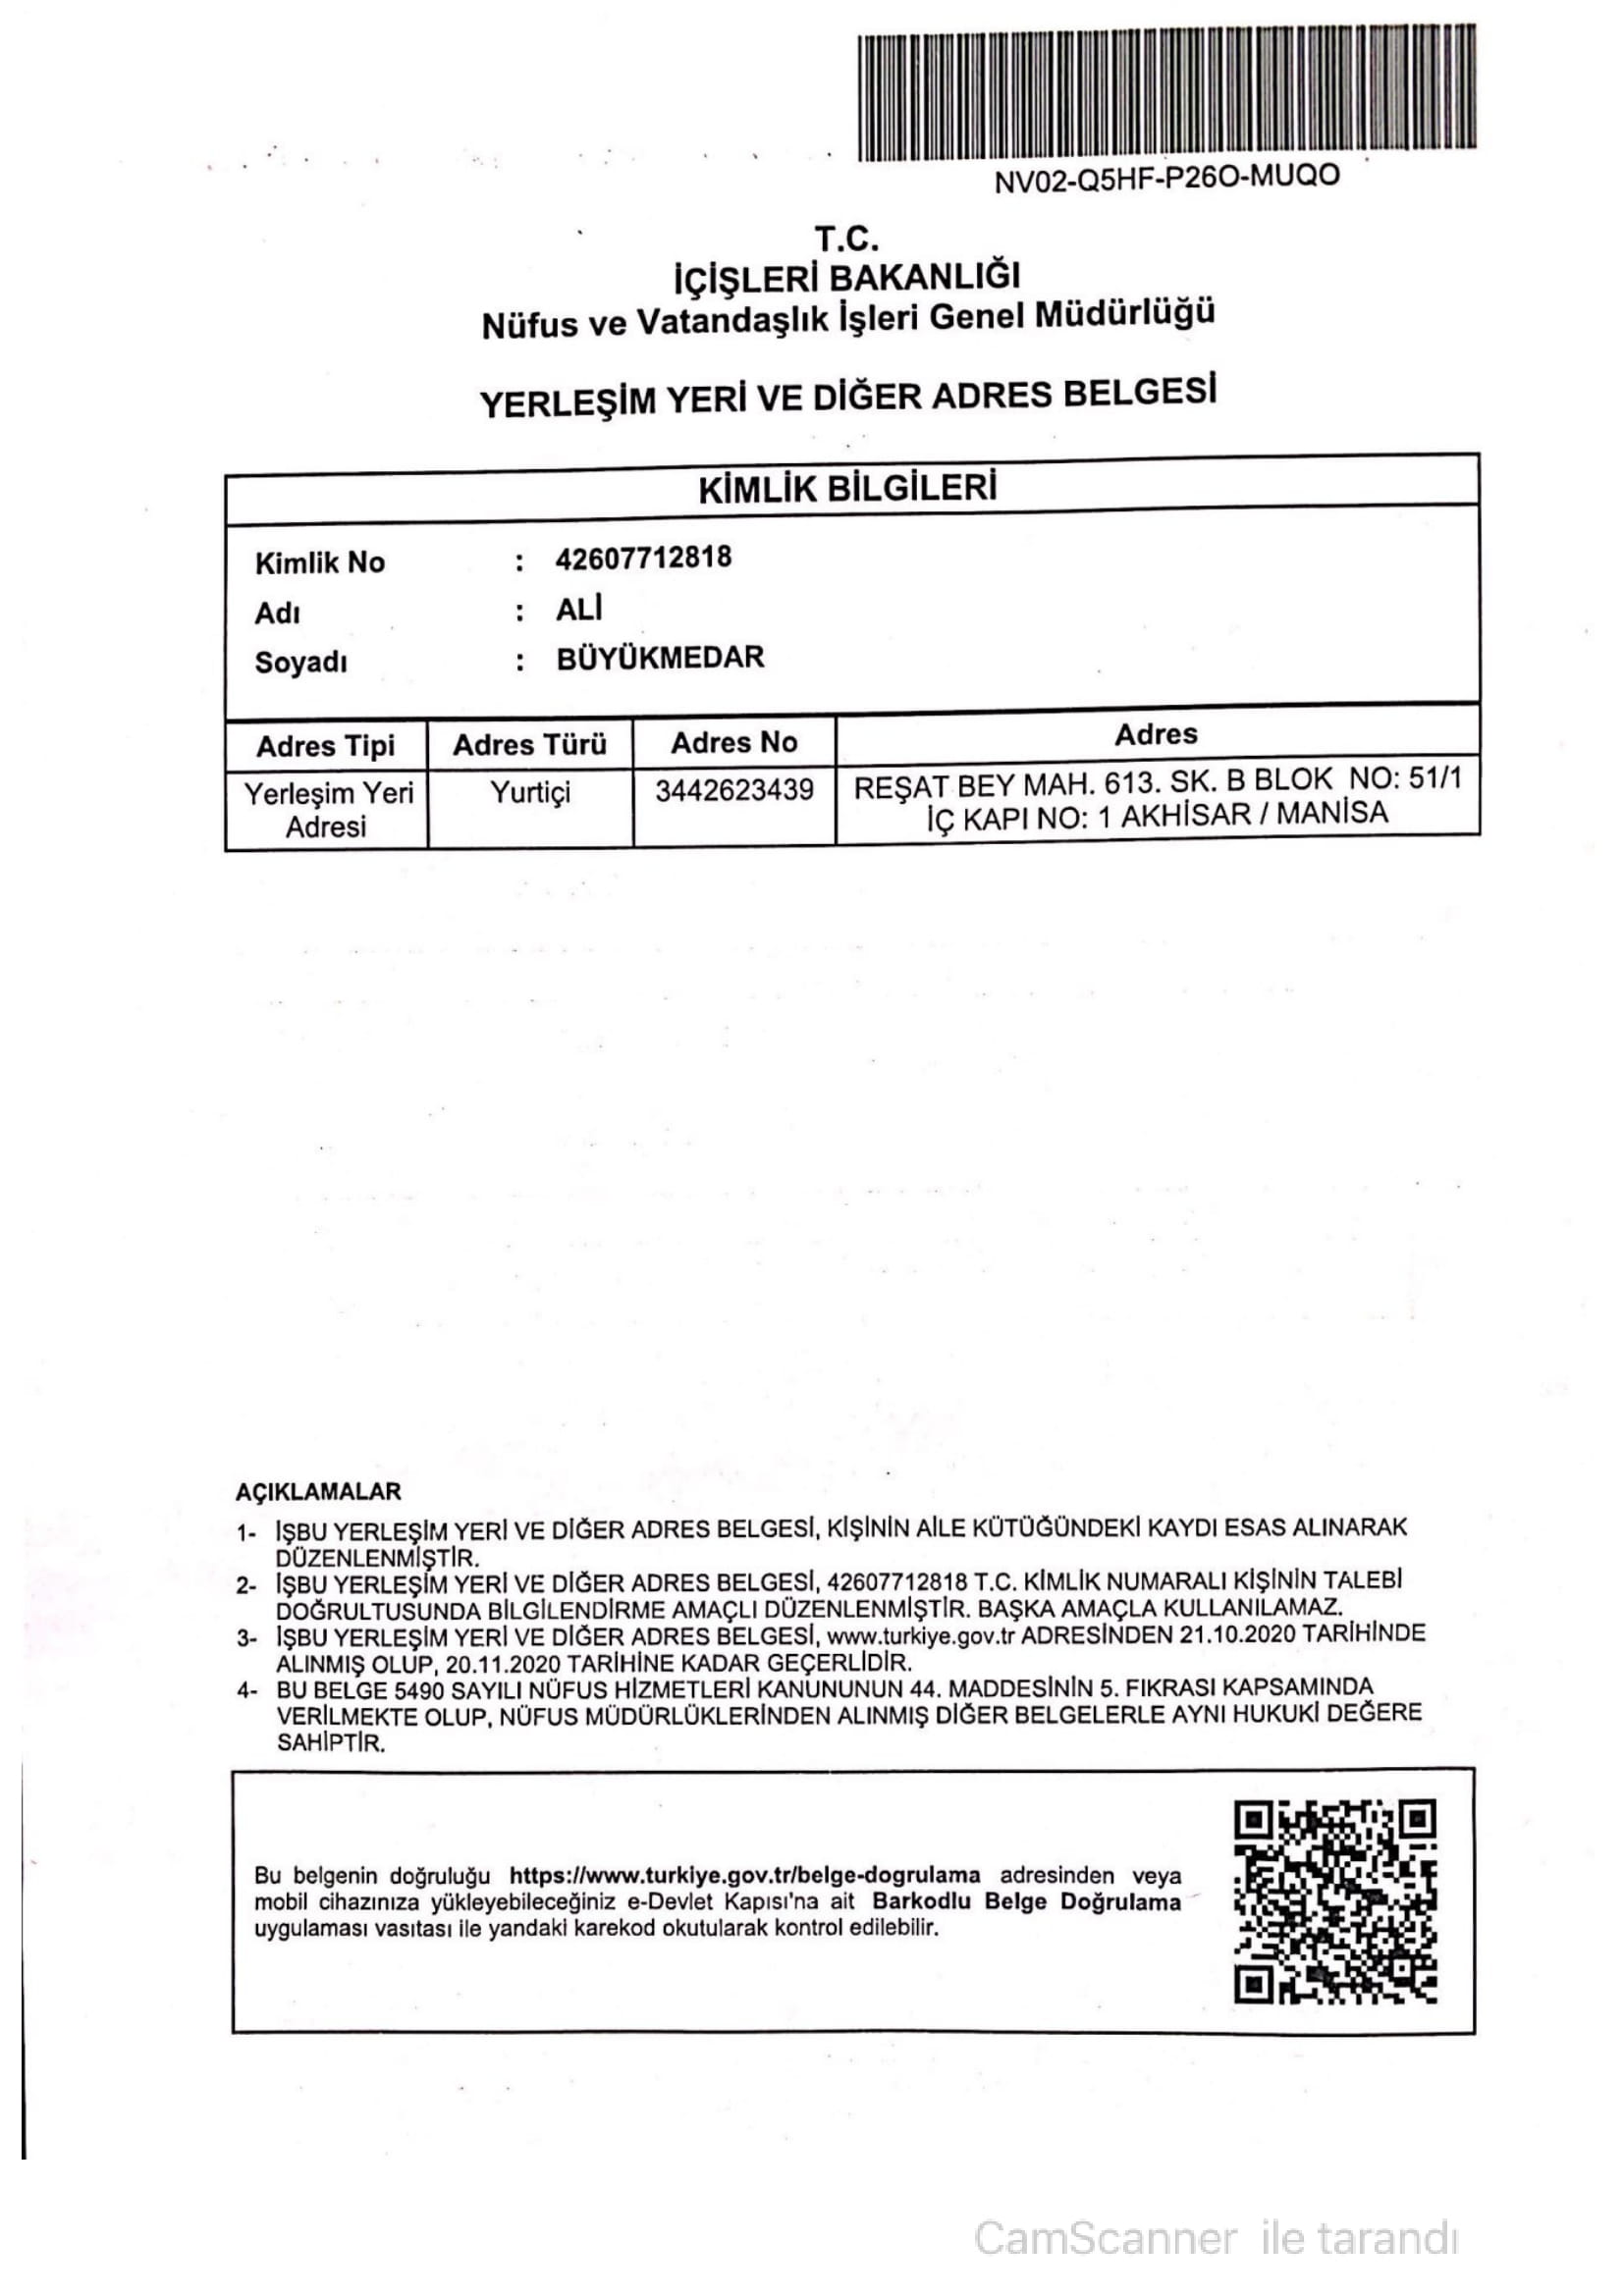 NV02-Q5HF-P26O-MUQO
T.C.
İÇİŞLERİ BAKANLIĞI
Nüfus ve Vatandaşlık İşleri Genel Müdürlüğü
YERLEŞİM YERİ VE DİĞER ADRES BELGESİ
KİMLİK BİLGİLERİ
Kimlik No : 42607712818
Adı : ALİ
Soyadı : BÜYÜKMEDAR
Adres Tipi Adres Türü Adres No Adres
Yerleşim Yeri Yurtiçi 3442623439 REŞAT BEY MAH. 613. SK. B BLOK NO: 51/1
Adresi İÇ KAPI NO: 1 AKHİSAR / MANİSA
AÇIKLAMALAR
1- İŞBU YERLEŞİM YERİ VE DİĞER ADRES BELGESİ, KİŞİNİN AİLE KÜTÜĞÜNDEKİ KAYDI ESAS ALINARAK
DÜZENLENMİŞTİR.
2- İŞBU YERLEŞİM YERİ VE DİĞER ADRES BELGESİ, 42607712818 T.C. KİMLİK NUMARALI KİŞİNİN TALEBİ
DOĞRULTUSUNDA BİLGİLENDİRME AMAÇLI DÜZENLENMİŞTİR. BAŞKA AMAÇLA KULLANILAMAZ.
3- İŞBU YERLEŞİM YERİ VE DİĞER ADRES BELGESİ, www.turkiye.gov.tr ADRESİNDEN 21.10.2020 TARİHİNDE
ALINMIŞ OLUP, 20.11.2020 TARİHİNE KADAR GEÇERLİDİR.
4- BU BELGE 5490 SAYILI NÜFUS HİZMETLERİ KANUNUNUN 44. MADDESİNİN 5. FIKRASI KAPSAMINDA
VERİLMEKTE OLUP, NÜFUS MÜDÜRLÜKLERİNDEN ALINMIŞ DİĞER BELGELERLE AYNI HUKUKİ DEĞERE
SAHİPTİR.
Bu belgenin doğruluğu https://www.turkiye.gov.tr/belge-dogrulama adresinden veya
mobil cihazınıza yükleyebileceğiniz e-Devlet Kapısı'na ait Barkodlu Belge Doğrulama
uygulaması vasıtası ile yandaki karekod okutularak kontrol edilebilir.
CamScanner ile tarandı